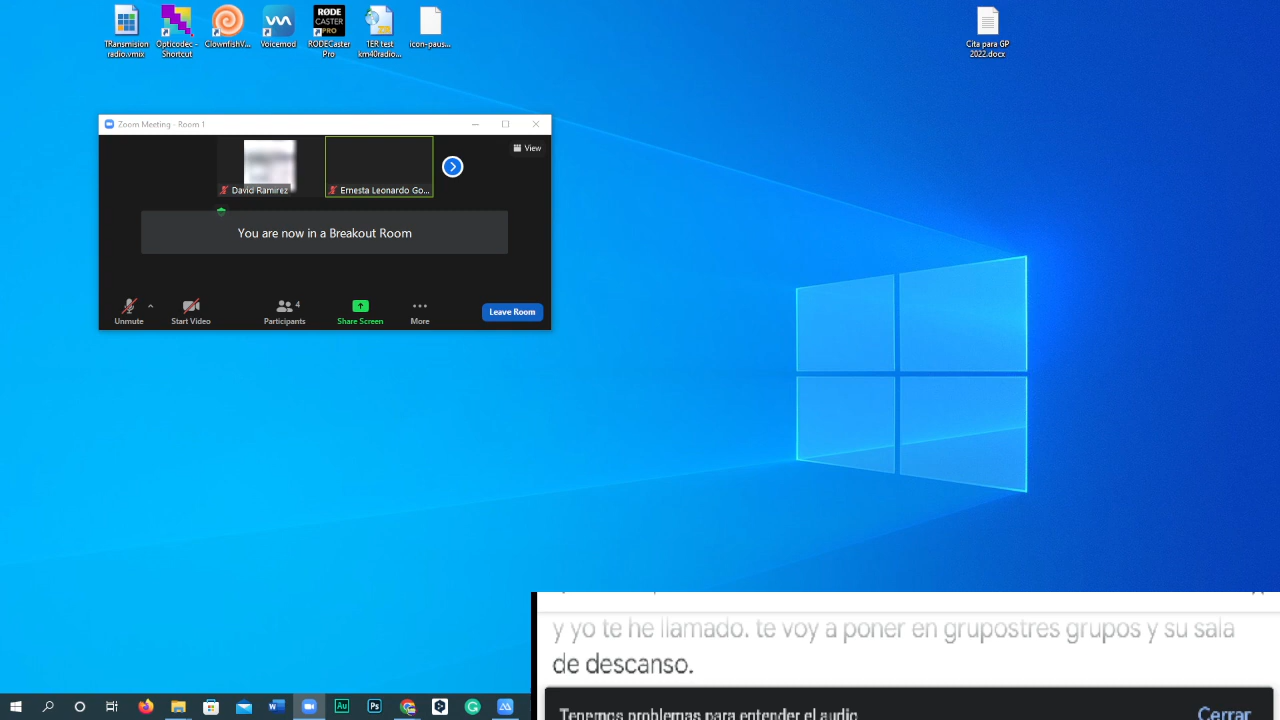 TRansmision
radio.vmix
Opticodec -
Shortcut
ClownfishV...
Voicemod
RODECaster
Pro
1ER test
km40radio...
icon-paus...
Cita para GP
2022.docx
RØDE
CASTER
PRO
Zoom Meeting - Room 1
View
David Ramirez
Ernesta Leonardo Go...
You are now in a Breakout Room
4
Unmute
Start Video
Participants
Share Screen
More
Leave Room
y yo te he llamado. te voy a poner en grupostres grupos y su sala
de descanso.
Tenemos problemas para entender el audio
Cerrar